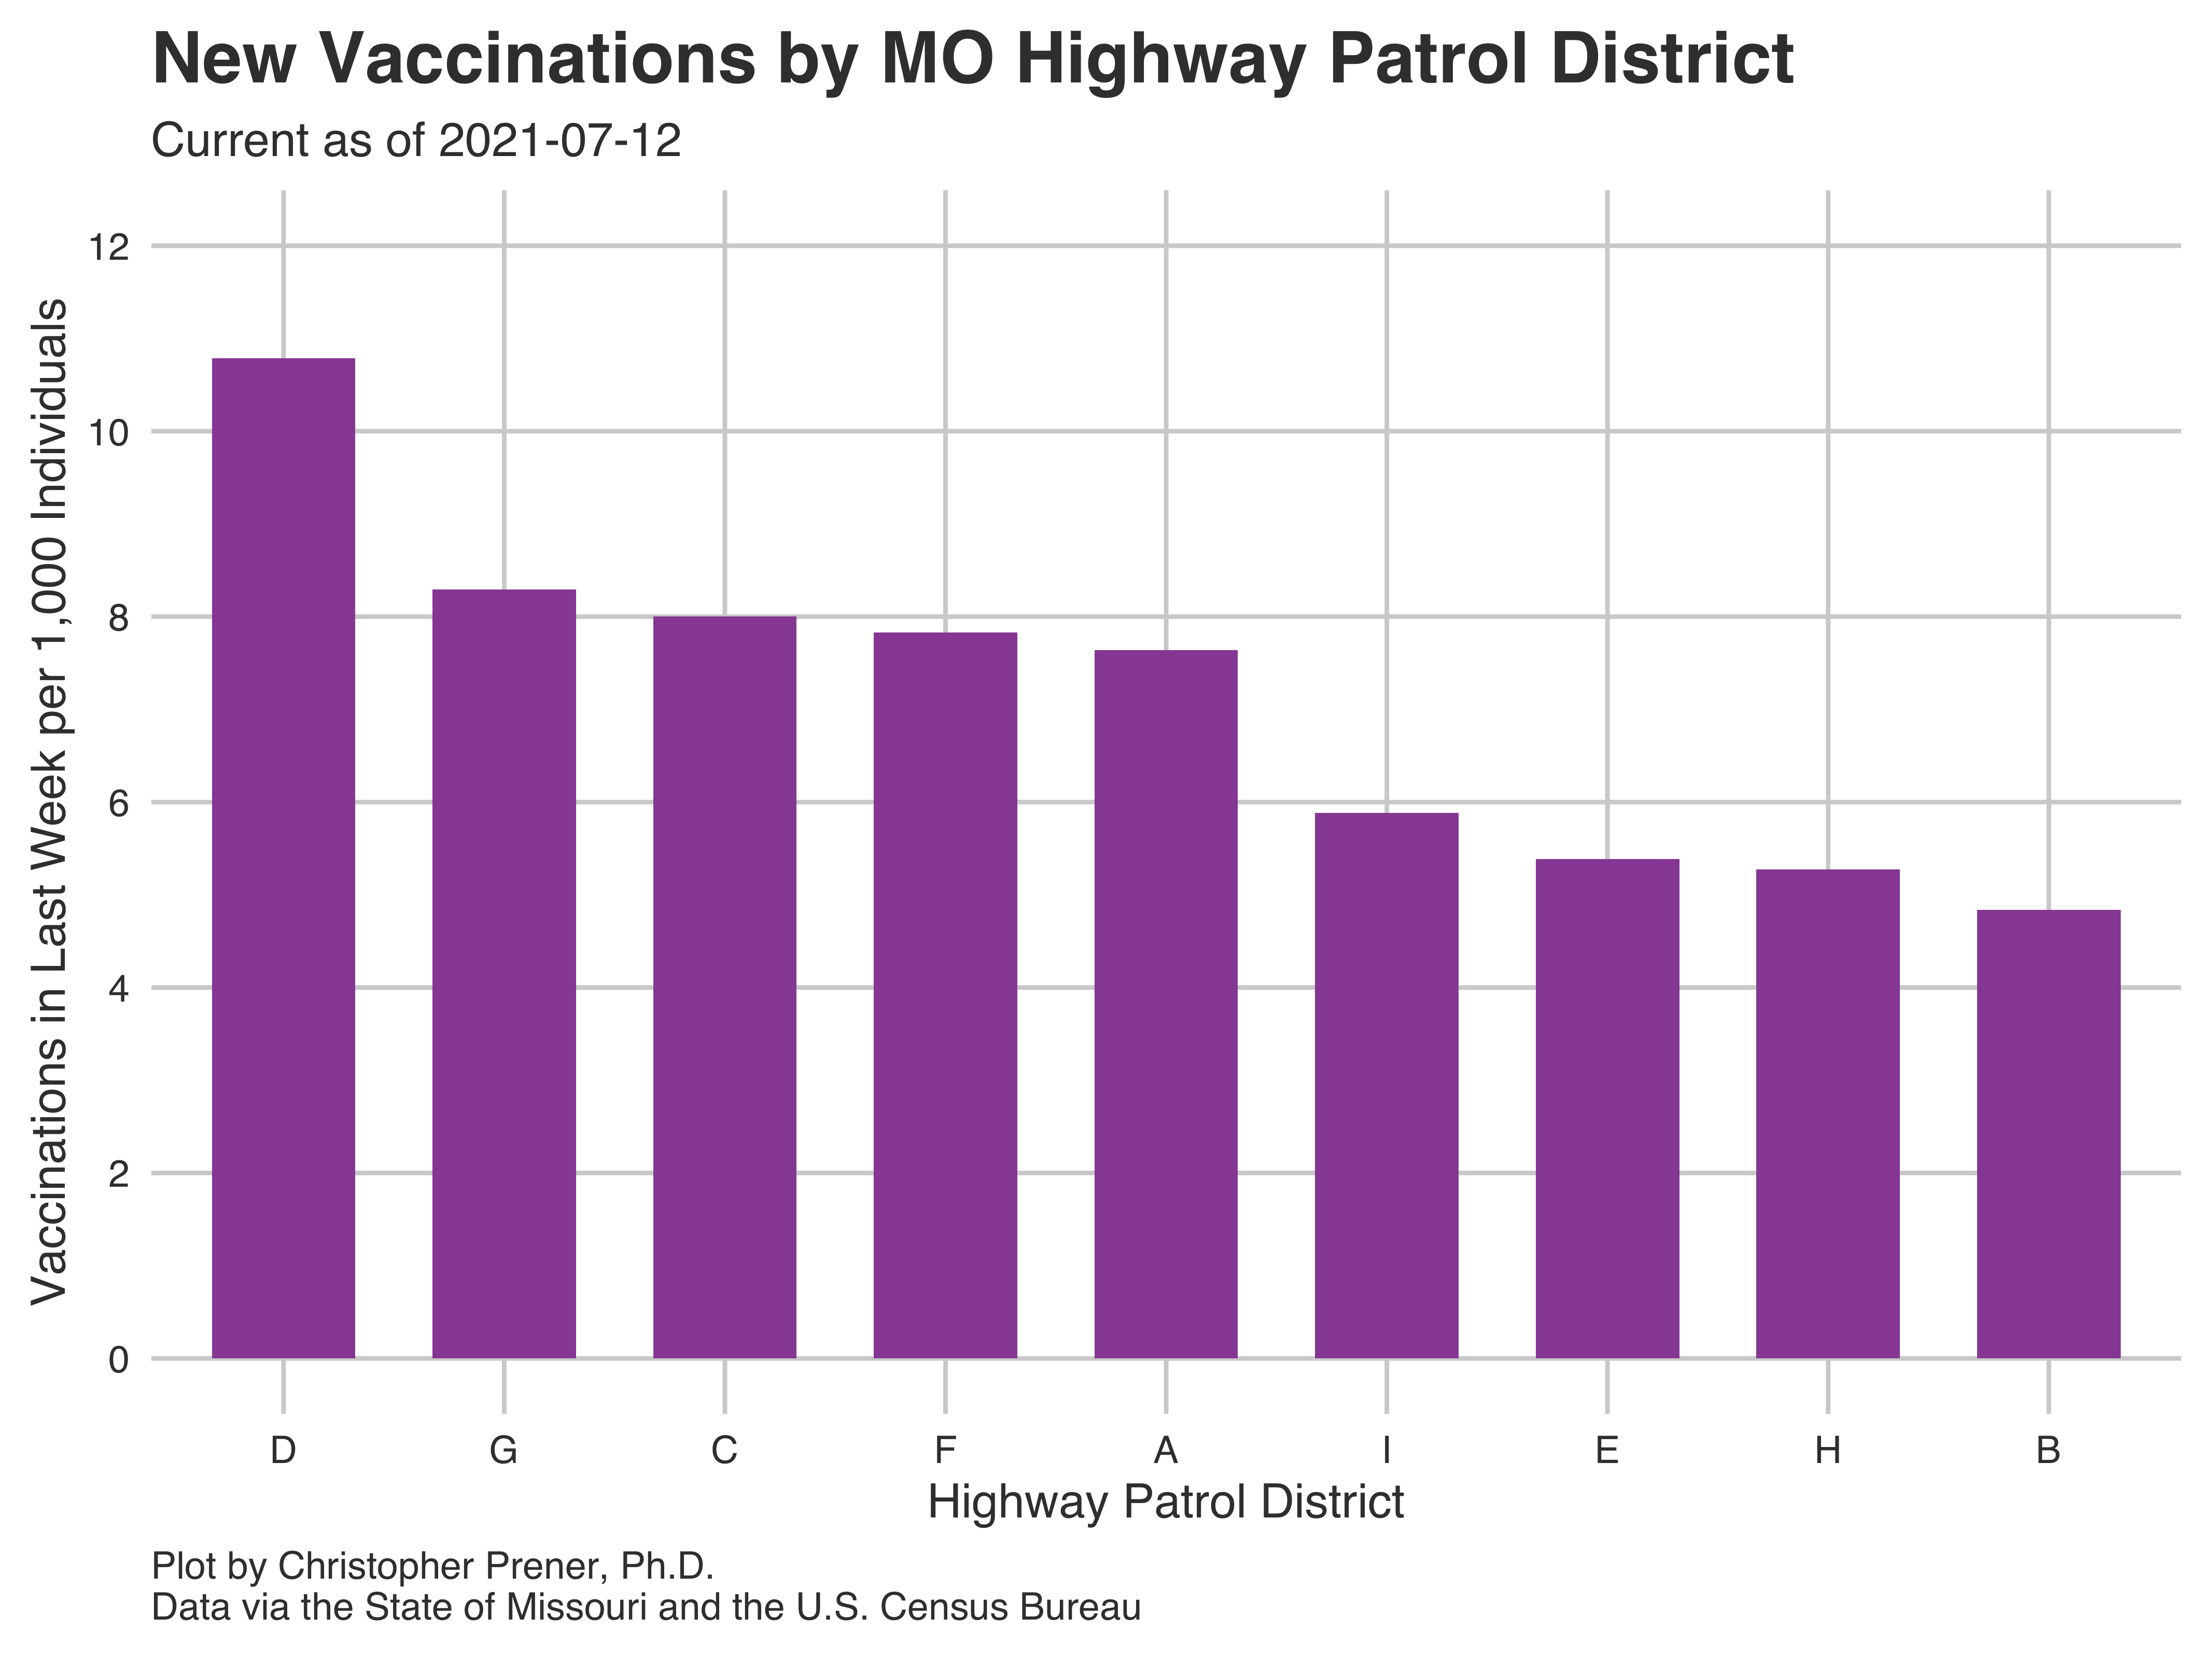 New Vaccinations by MO Highway Patrol District
Current as of 2021-07-12
Vaccinations in Last Week per 1,000 Individuals
12
10
8
6
4
2
0
D G C F A I E H B
Highway Patrol District
Plot by Christopher Prener, Ph.D.
Data via the State of Missouri and the U.S. Census Bureau